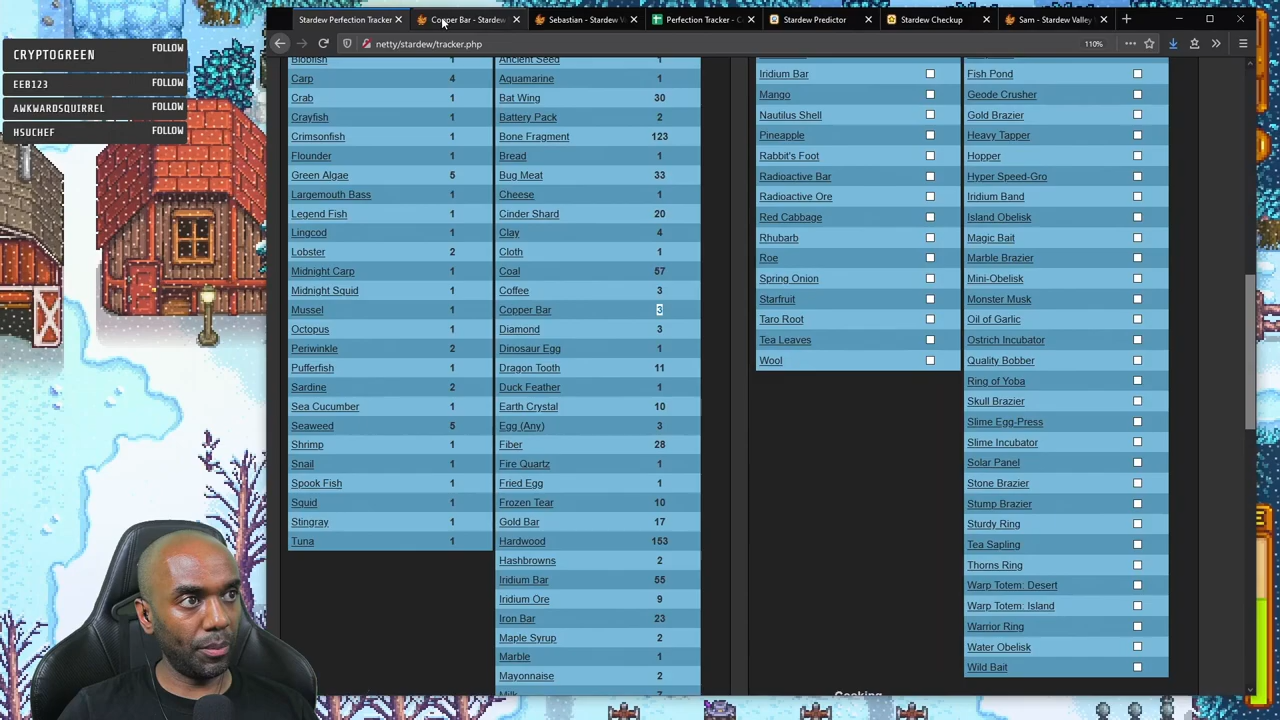 CRYPTOGREEN FOLLOW
EEB123 FOLLOW
AWKWARDSQUIRREL FOLLOW
HSUCHEF FOLLOW
Stardew Perfection Tracker
Copper Bar - Stardew
Sebastian - Stardew Va
Perfection Tracker - C
Stardew Predictor
Stardew Checkup
Sam - Stardew Valley
netty/stardew/tracker.php
110%
Blobfish 1
Carp 4
Crab 1
Crayfish 1
Crimsonfish 1
Flounder 1
Green Algae 5
Largemouth Bass 1
Legend Fish 1
Lingcod 1
Lobster 2
Midnight Carp 1
Midnight Squid 1
Mussel 1
Octopus 1
Periwinkle 2
Pufferfish 1
Sardine 2
Sea Cucumber 1
Seaweed 5
Shrimp 1
Snail 1
Spook Fish 1
Squid 1
Stingray 1
Tuna 1
Ancient Seed 1
Aquamarine 1
Bat Wing 30
Battery Pack 2
Bone Fragment 123
Bread 1
Bug Meat 33
Cheese 1
Cinder Shard 20
Clay 4
Cloth 1
Coal 57
Coffee 3
Copper Bar 3
Diamond 3
Dinosaur Egg 1
Dragon Tooth 11
Duck Feather 1
Earth Crystal 10
Egg (Any) 3
Fiber 28
Fire Quartz 1
Fried Egg 1
Frozen Tear 10
Gold Bar 17
Hardwood 153
Hashbrowns 2
Iridium Bar 55
Iridium Ore 9
Iron Bar 23
Maple Syrup 2
Marble 1
Mayonnaise 2
Milk 7
Iridium Bar
Mango
Nautilus Shell
Pineapple
Rabbit's Foot
Radioactive Bar
Radioactive Ore
Red Cabbage
Rhubarb
Roe
Spring Onion
Starfruit
Taro Root
Tea Leaves
Wool
Fish Pond
Geode Crusher
Gold Brazier
Heavy Tapper
Hopper
Hyper Speed-Gro
Iridium Band
Island Obelisk
Magic Bait
Marble Brazier
Mini-Obelisk
Monster Musk
Oil of Garlic
Ostrich Incubator
Quality Bobber
Ring of Yoba
Skull Brazier
Slime Egg-Press
Slime Incubator
Solar Panel
Stone Brazier
Stump Brazier
Sturdy Ring
Tea Sapling
Thorns Ring
Warp Totem: Desert
Warp Totem: Island
Warrior Ring
Water Obelisk
Wild Bait
Cooking